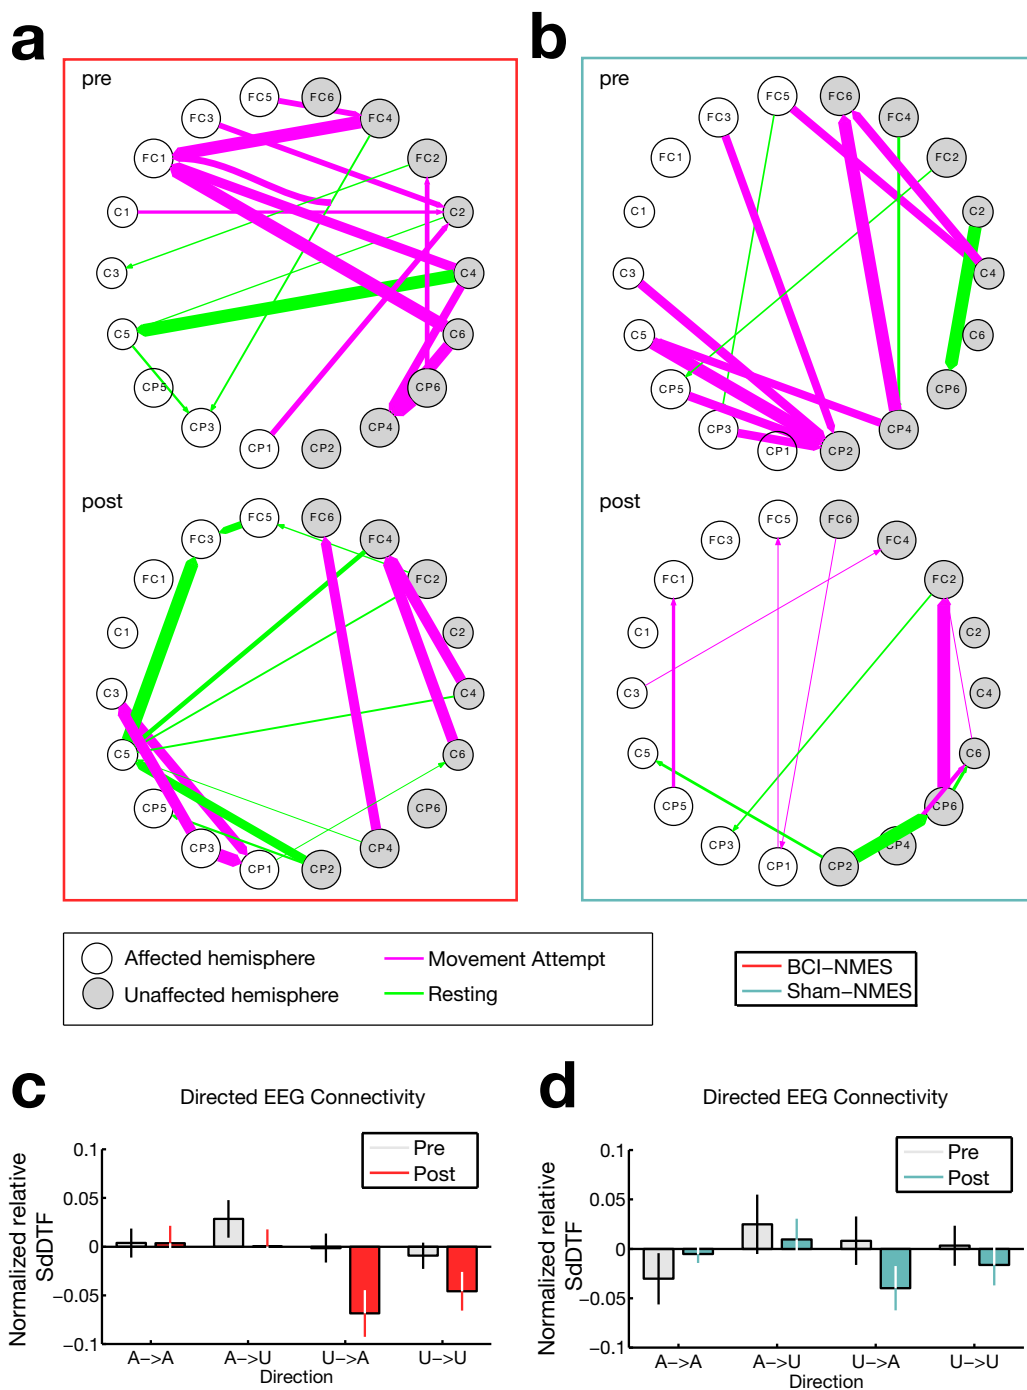 a
b
pre
FC5
FC6
FC3
FC4
FC1
FC2
C1
C2
C3
C4
C5
C6
CP5
CP6
CP3
CP4
CP1
CP2
pre
FC5
FC6
FC3
FC4
FC1
FC2
C1
C2
C3
C4
C5
C6
CP5
CP6
CP3
CP4
CP1
CP2
post
FC5
FC6
FC3
FC4
FC1
FC2
C1
C2
C3
C4
C5
C6
CP5
CP6
CP3
CP4
CP1
CP2
post
FC5
FC6
FC3
FC4
FC1
FC2
C1
C2
C3
C4
C5
C6
CP5
CP6
CP3
CP4
CP1
CP2
Affected hemisphere
Movement Attempt
Unaffected hemisphere
Resting
BCI–NMES
Sham–NMES
c
Directed EEG Connectivity
Pre
Post
Normalized relative
SdDTF
0.1
0.05
0
−0.05
−0.1
A−>A
A−>U
U−>A
U−>U
Direction
d
Directed EEG Connectivity
Pre
Post
Normalized relative
SdDTF
0.1
0.05
0
−0.05
−0.1
A−>A
A−>U
U−>A
U−>U
Direction